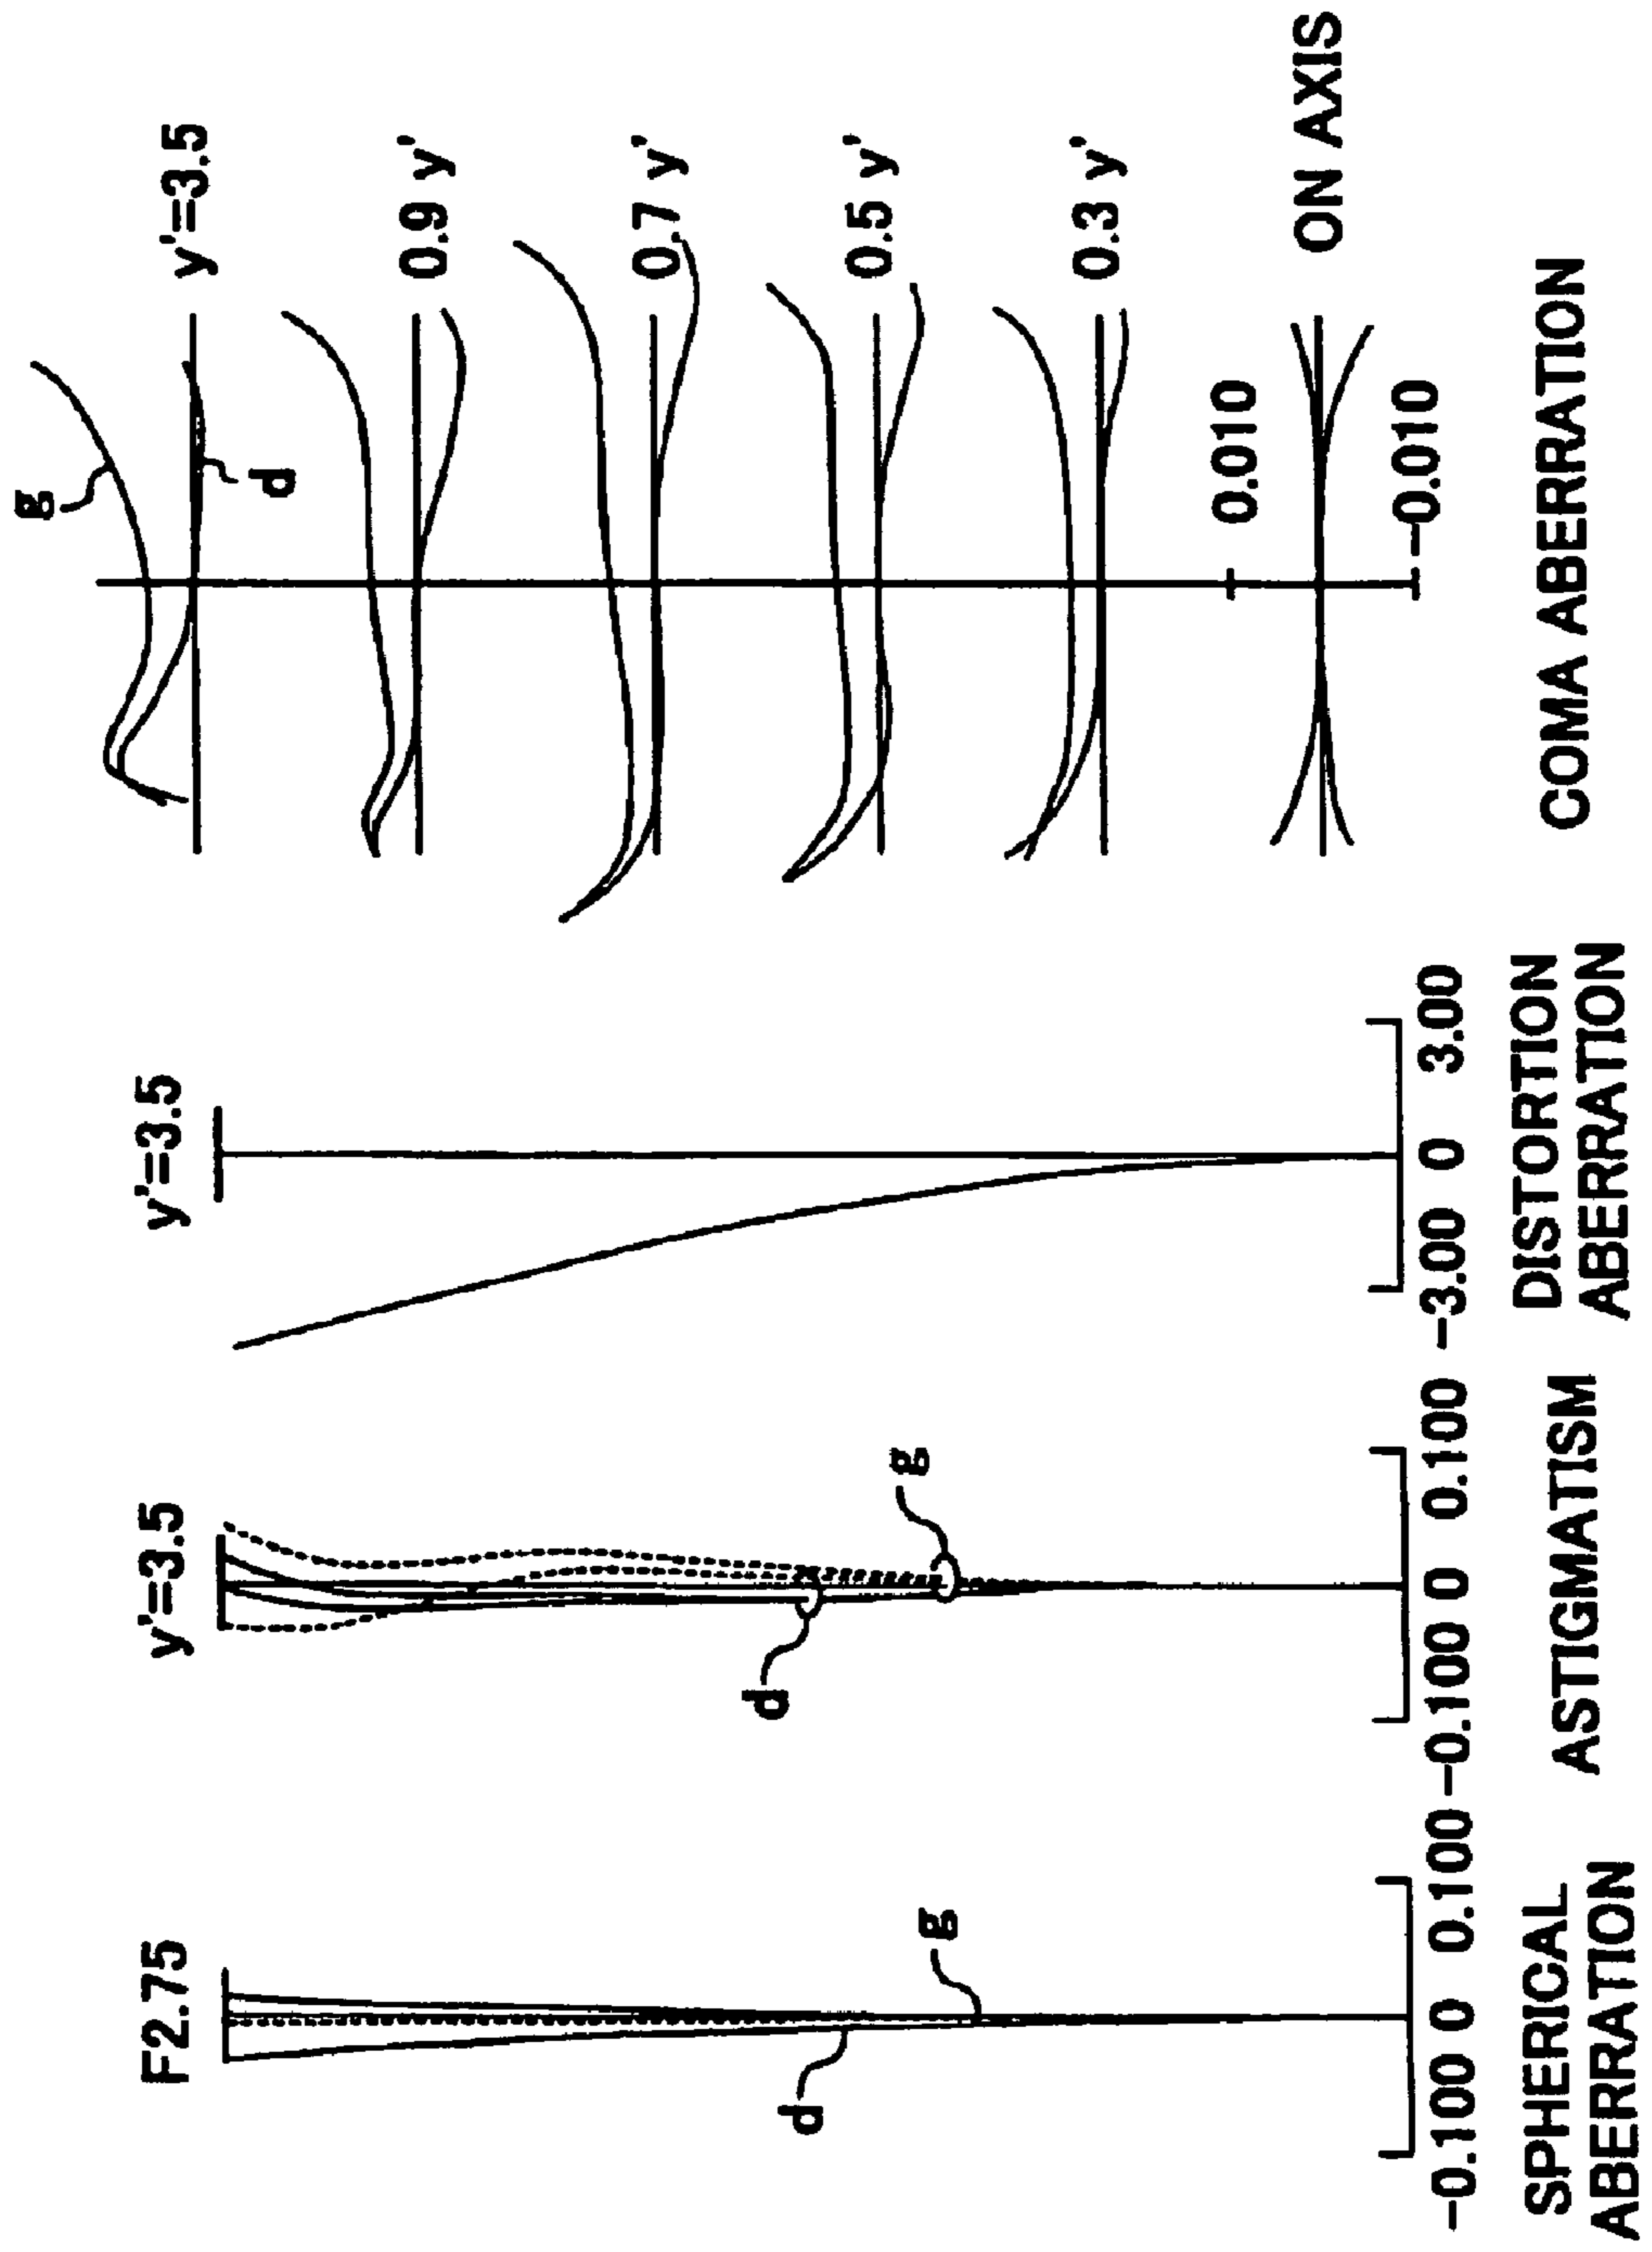 F2.75
d
g
-0.100 0 0.100
SPHERICAL
ABERRATION
y'=3.5
d
g
-0.100 0 0.100
ASTIGMATISM
y'=3.5
-3.00 0 3.00
DISTORTION
ABERRATION
g
d
y'=3.5
0.9 y'
0.7 y'
0.5 y'
0.3 y'
0.010
ON AXIS
-0.010
COMA ABERRATION